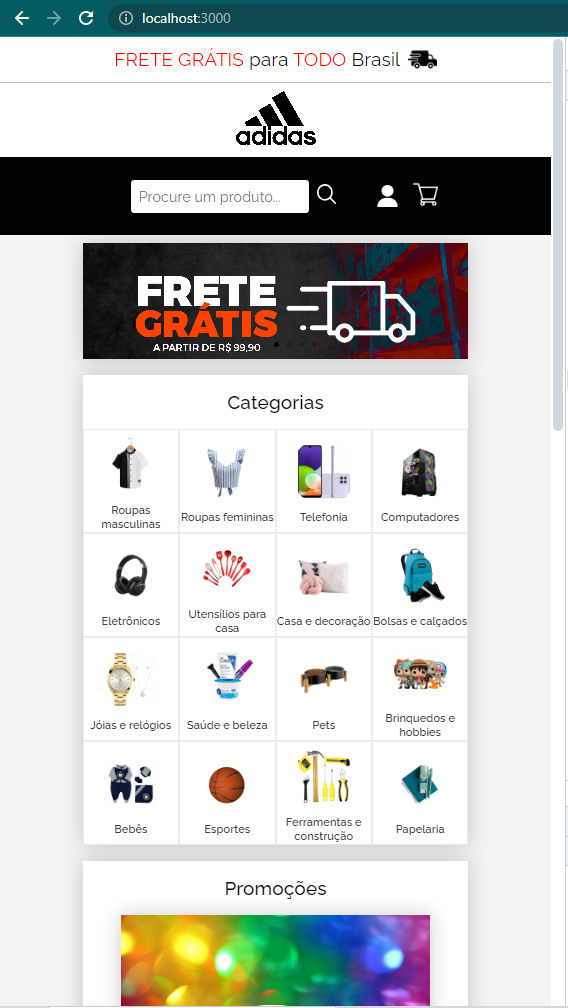 localhost:3000
FRETE GRÁTIS para TODO Brasil
adidas
Procure um produto...
FRETE
GRÁTIS
A PARTIR DE R$ 99,90
Categorias
Roupas
masculinas
Roupas femininas
Telefonia
Computadores
Eletrônicos
Utensílios para
casa
Casa e decoração
Bolsas e calçados
Jóias e relógios
Saúde e beleza
Pets
Brinquedos e
hobbies
Bebês
Esportes
Ferramentas e
construção
Papelaria
Promoções